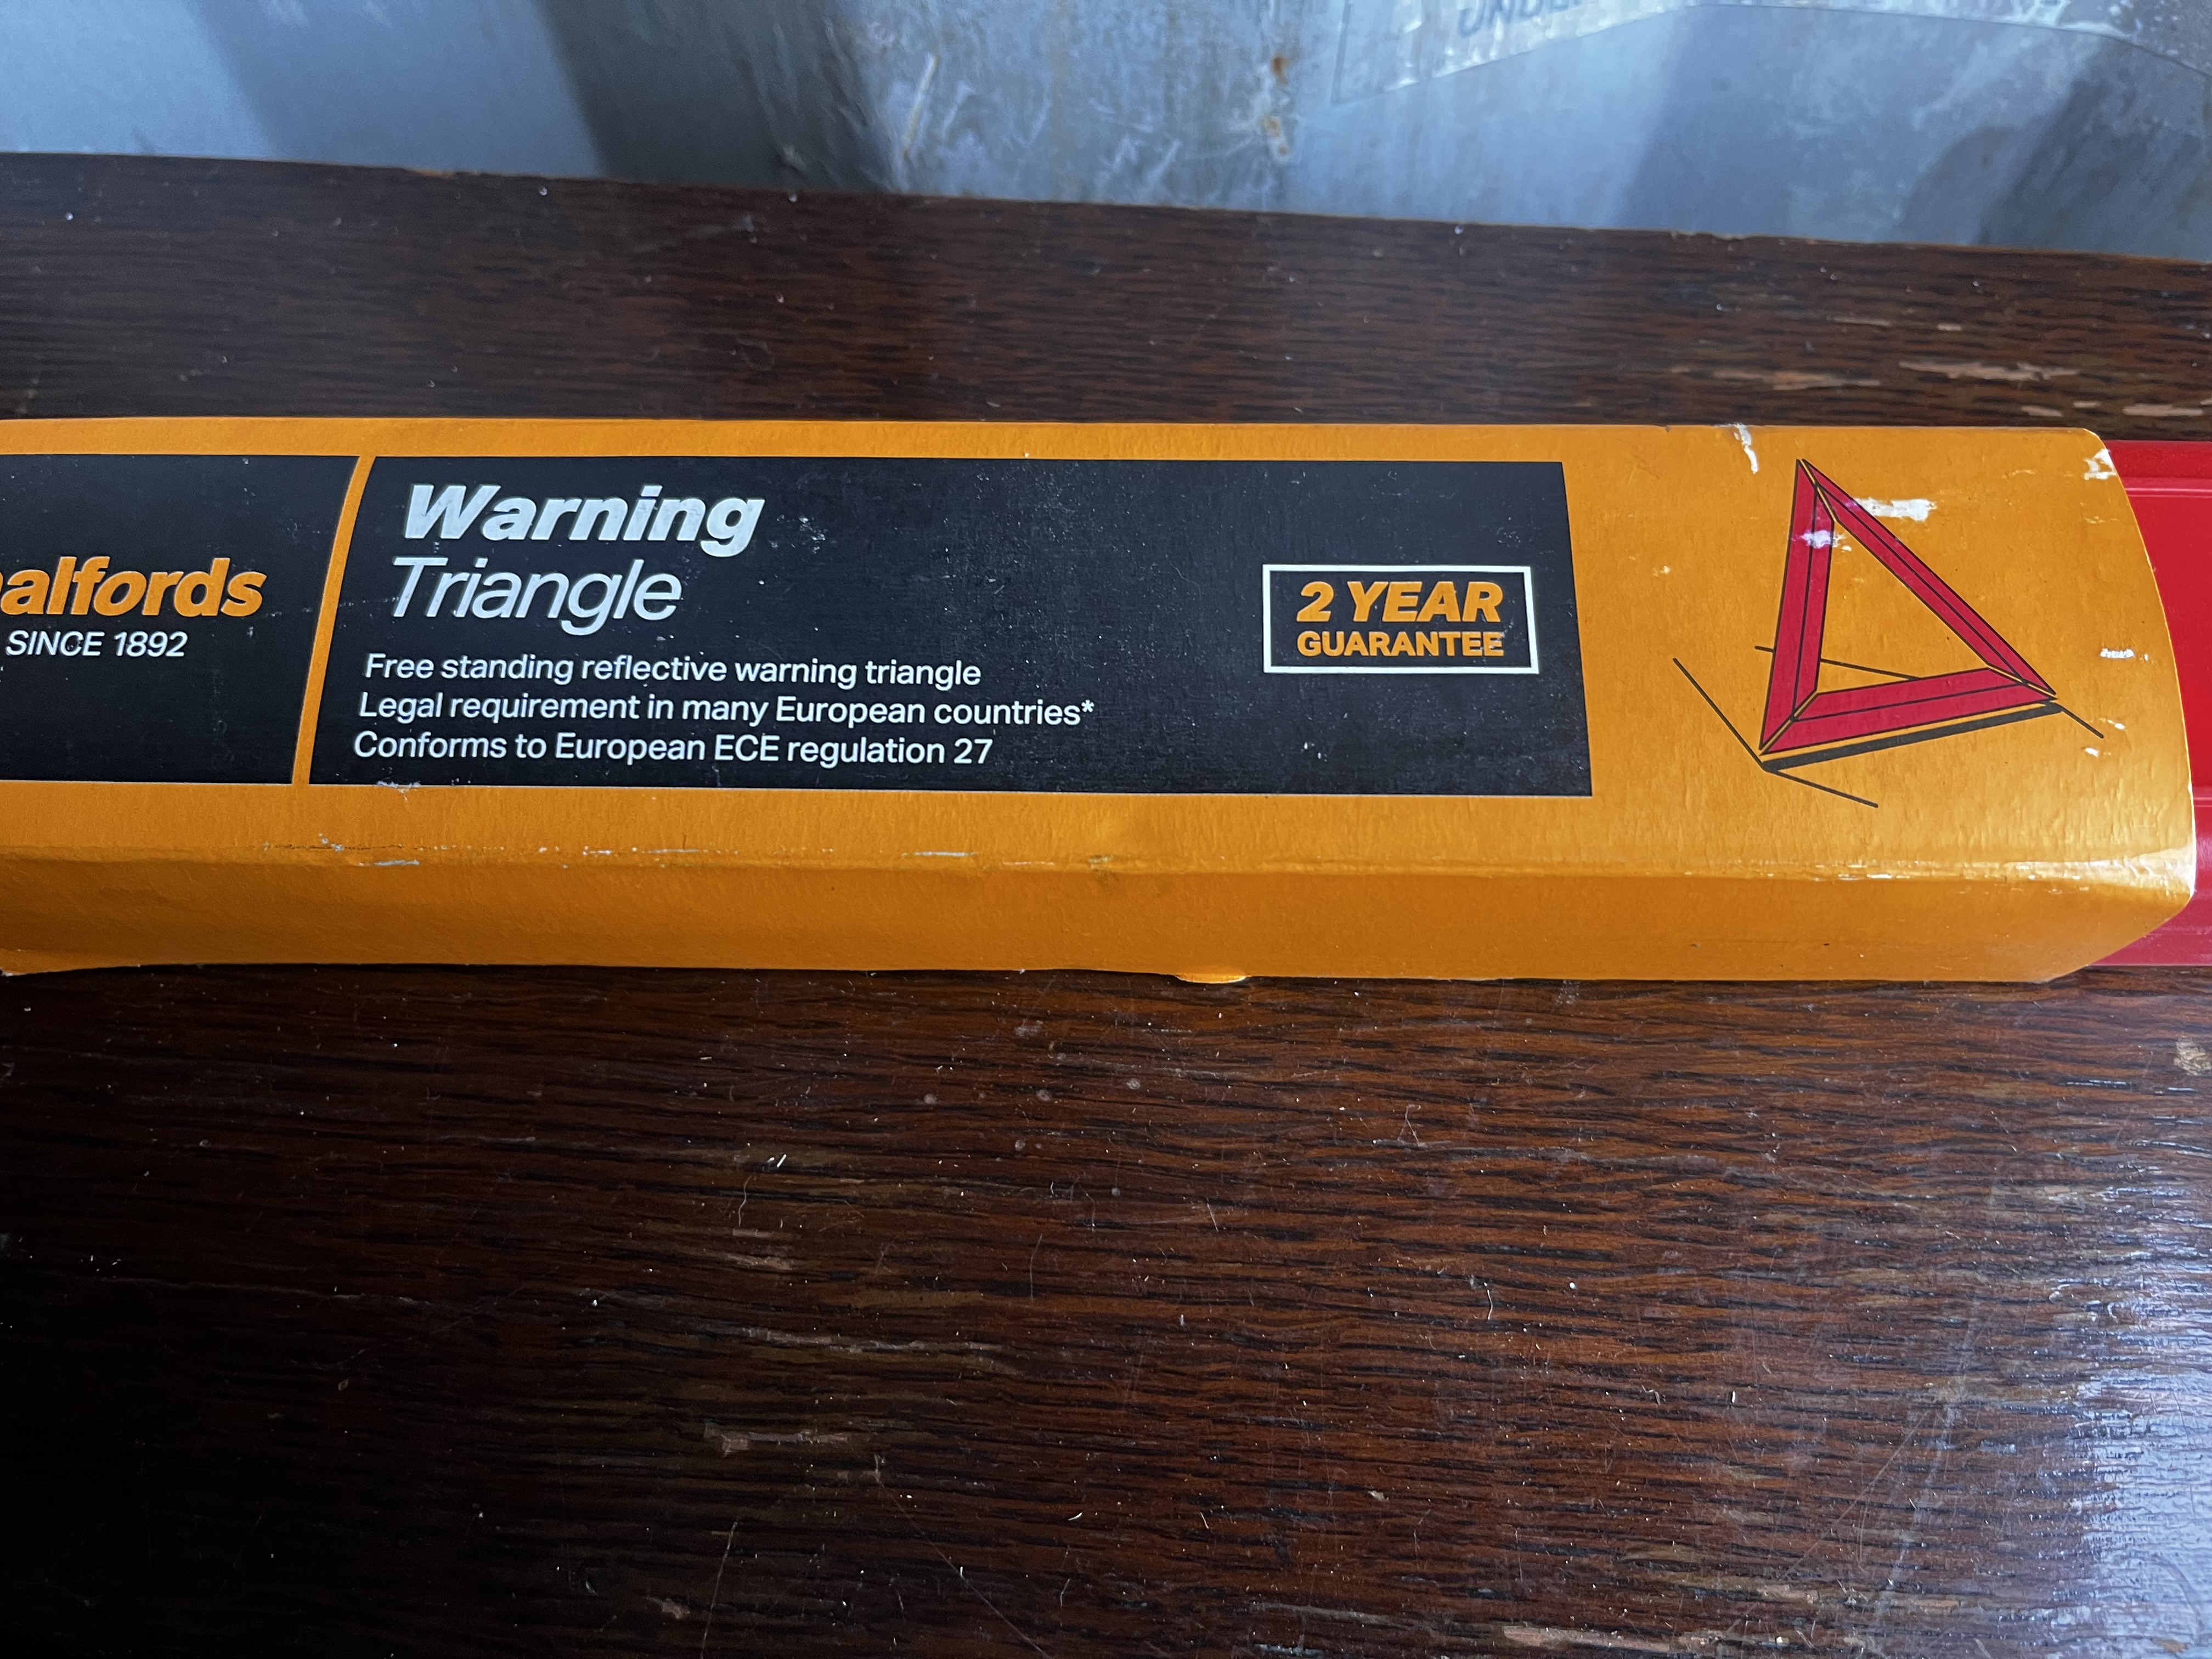 alfords
SINCE 1892
Warning
Triangle
Free standing reflective warning triangle
Legal requirement in many European countries*
Conforms to European ECE regulation 27
2 YEAR
GUARANTEE